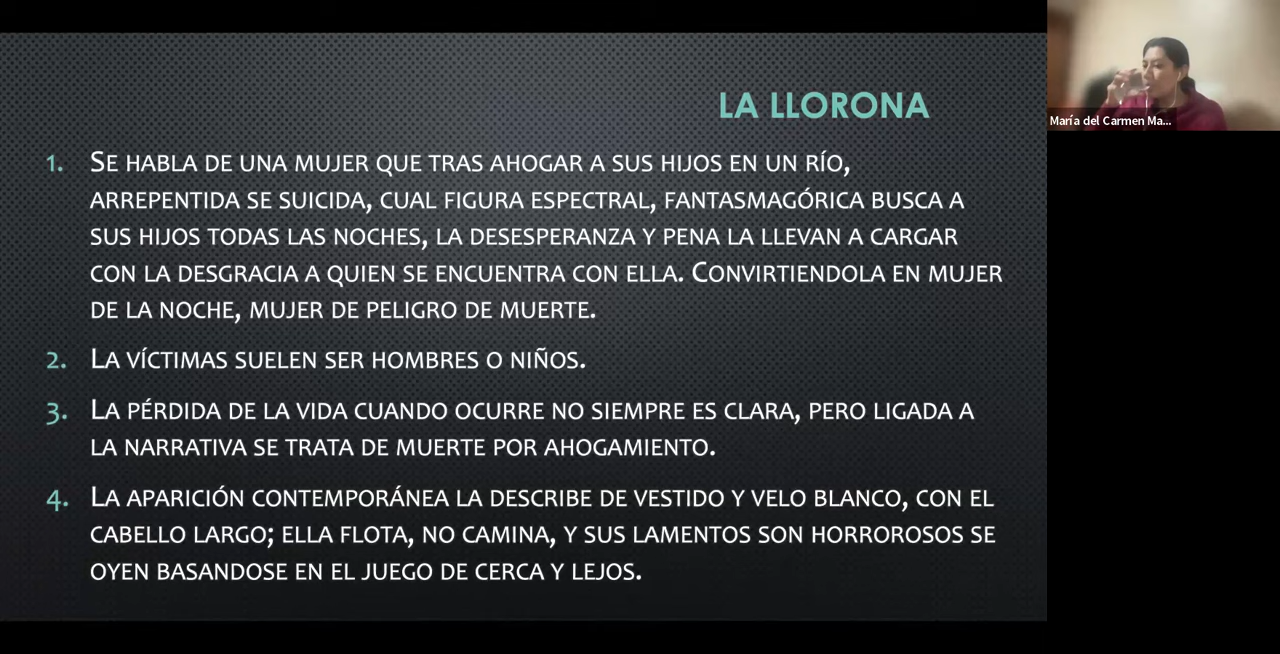 LA LLORONA
María del Carmen Ma...
1. SE HABLA DE UNA MUJER QUE TRAS AHOGAR A SUS HIJOS EN UN RÍO,
ARREPENTIDA SE SUICIDA, CUAL FIGURA ESPECTRAL, FANTASMAGÓRICA BUSCA A
SUS HIJOS TODAS LAS NOCHES, LA DESESPERANZA Y PENA LA LLEVAN A CARGAR
CON LA DESGRACIA A QUIEN SE ENCUENTRA CON ELLA. CONVIRTIENDOLA EN MUJER
DE LA NOCHE, MUJER DE PELIGRO DE MUERTE.
2. LA VÍCTIMAS SUELEN SER HOMBRES O NIÑOS.
3. LA PÉRDIDA DE LA VIDA CUANDO OCURRE NO SIEMPRE ES CLARA, PERO LIGADA A
LA NARRATIVA SE TRATA DE MUERTE POR AHOGAMIENTO.
4. LA APARICIÓN CONTEMPORÁNEA LA DESCRIBE DE VESTIDO Y VELO BLANCO, CON EL
CABELLO LARGO; ELLA FLOTA, NO CAMINA, Y SUS LAMENTOS SON HORROROSOS SE
OYEN BASANDOSE EN EL JUEGO DE CERCA Y LEJOS.